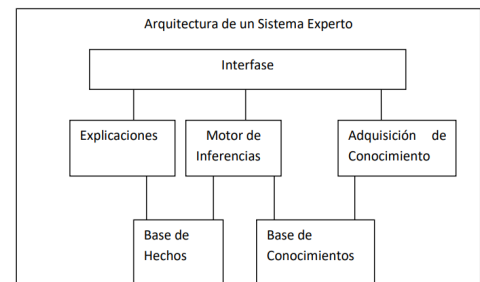 Arquitectura de un Sistema Experto
Interfase
Explicaciones
Motor de
Inferencias
Adquisición de
Conocimiento
Base de
Hechos
Base de
Conocimientos